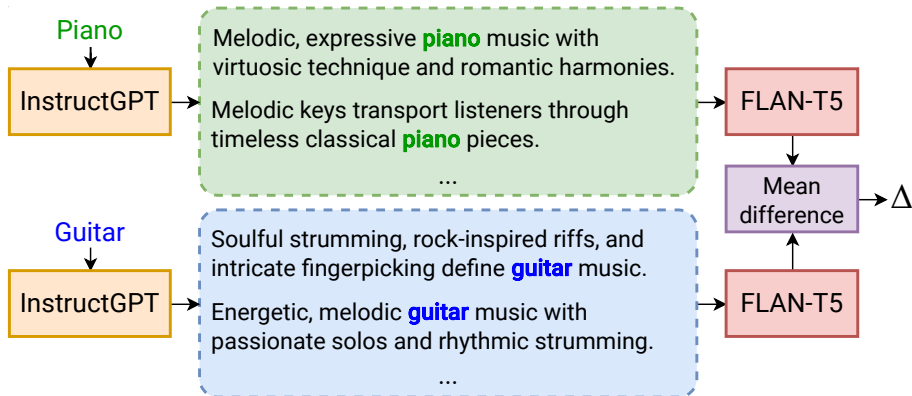 Piano
InstructGPT
Melodic, expressive piano music with
virtuosic technique and romantic harmonies.
Melodic keys transport listeners through
timeless classical piano pieces.
...
FLAN-T5
Mean
difference
Δ
Guitar
InstructGPT
Soulful strumming, rock-inspired riffs, and
intricate fingerpicking define guitar music.
Energetic, melodic guitar music with
passionate solos and rhythmic strumming.
...
FLAN-T5